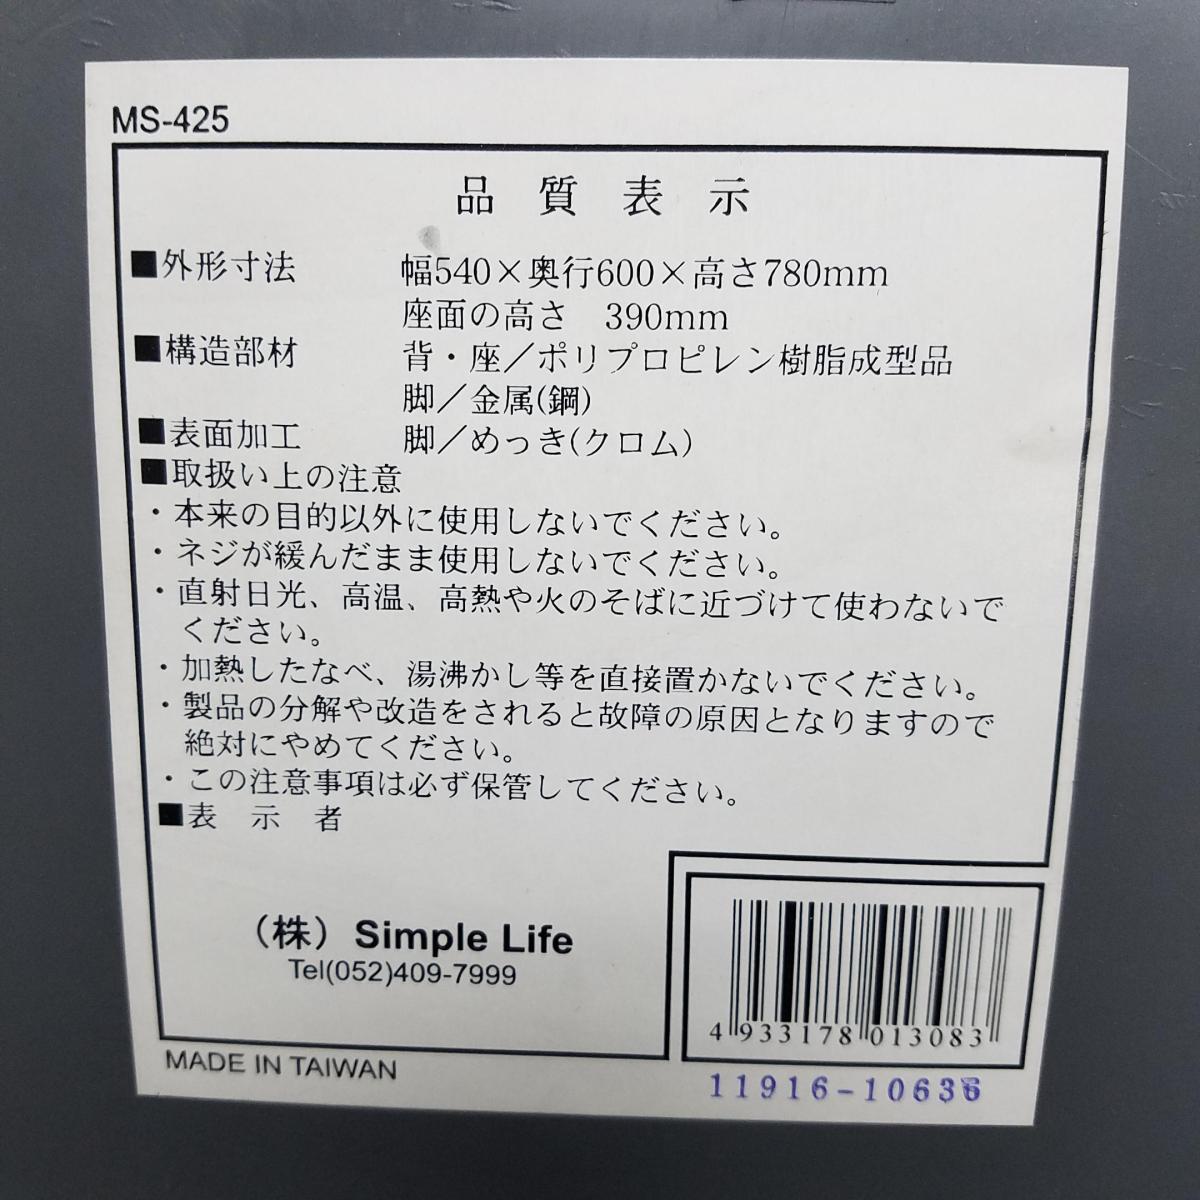 MS-425
品 質 表 示
■外形寸法 幅540×奥行600×高さ780mm
座面の高さ 390mm
■構造部材 背・座／ポリプロピレン樹脂成型品
脚／金属(鋼)
■表面加工 脚／めっき(クロム)
■取扱い上の注意
・本来の目的以外に使用しないでください。
・ネジが緩んだまま使用しないでください。
・直射日光、高温、高熱や火のそばに近づけて使わないで
ください。
・加熱したなべ、湯沸かし等を直接置かないでください。
・製品の分解や改造をされると故障の原因となりますので
絶対にやめてください。
・この注意事項は必ず保管してください。
■表 示 者
（株）Simple Life
Tel(052)409-7999
4 933178 013083
MADE IN TAIWAN